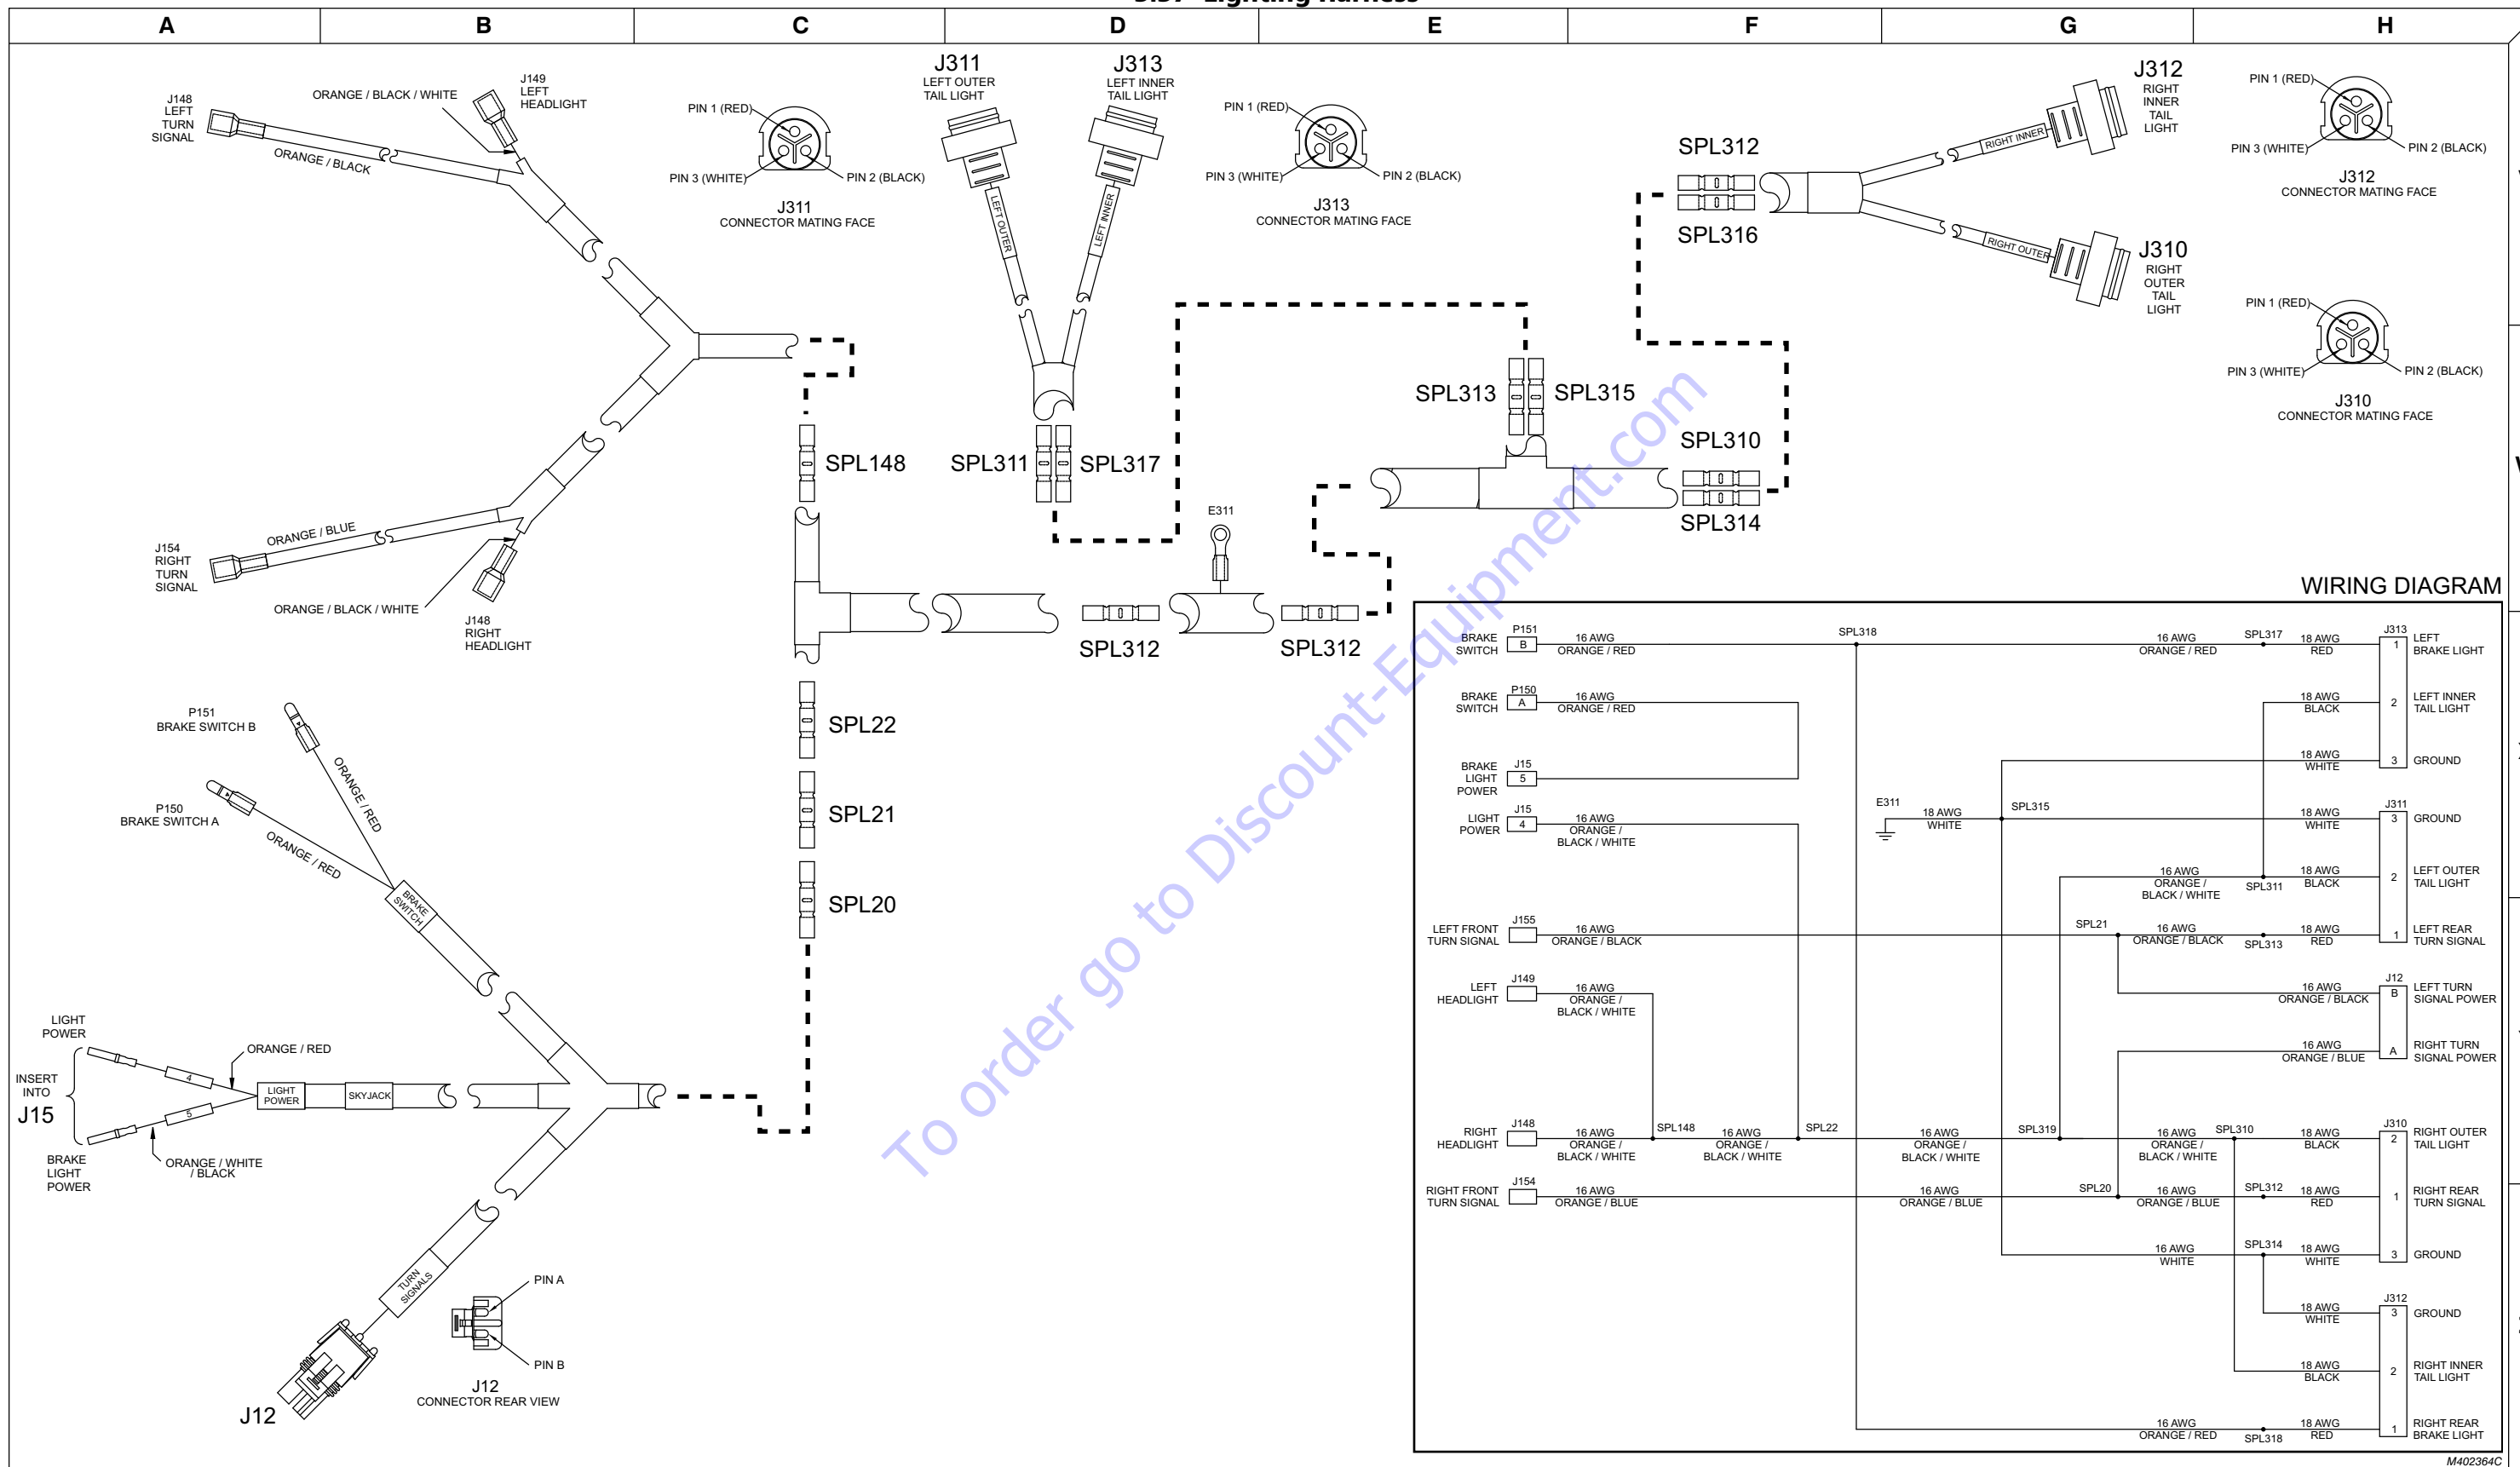 A B C D E F G H
J148
LEFT
TURN
SIGNAL
ORANGE / BLACK / WHITE
J149
LEFT
HEADLIGHT
ORANGE / BLACK
PIN 1 (RED)
PIN 3 (WHITE)
PIN 2 (BLACK)
J311
CONNECTOR MATING FACE
J311
LEFT OUTER
TAIL LIGHT
J313
LEFT INNER
TAIL LIGHT
LEFT OUTER
LEFT INNER
PIN 1 (RED)
PIN 3 (WHITE)
PIN 2 (BLACK)
J313
CONNECTOR MATING FACE
SPL312
SPL316
RIGHT INNER
RIGHT OUTER
J312
RIGHT
INNER
TAIL
LIGHT
J310
RIGHT
OUTER
TAIL
LIGHT
PIN 1 (RED)
PIN 3 (WHITE)
PIN 2 (BLACK)
J312
CONNECTOR MATING FACE
PIN 1 (RED)
PIN 3 (WHITE)
PIN 2 (BLACK)
J310
CONNECTOR MATING FACE
SPL148
SPL311
SPL317
SPL313
SPL315
SPL310
SPL314
E311
SPL312
SPL312
J154
RIGHT
TURN
SIGNAL
ORANGE / BLUE
ORANGE / BLACK / WHITE
J148
RIGHT
HEADLIGHT
SPL22
SPL21
SPL20
P151
BRAKE SWITCH B
P150
BRAKE SWITCH A
ORANGE / RED
ORANGE / RED
BRAKE
SWITCH
LIGHT
POWER
INSERT
INTO
J15
BRAKE
LIGHT
POWER
4
5
ORANGE / RED
ORANGE / WHITE
/ BLACK
LIGHT
POWER
SKYJACK
TURN
SIGNALS
J12
PIN A
PIN B
J12
CONNECTOR REAR VIEW
To order go to Discount-Equipment.com
WIRING DIAGRAM
BRAKE
SWITCH
P151
B
16 AWG
ORANGE / RED
SPL318
16 AWG
ORANGE / RED
SPL317
18 AWG
RED
J313
1
LEFT
BRAKE LIGHT
BRAKE
SWITCH
P150
A
16 AWG
ORANGE / RED
18 AWG
BLACK
2
LEFT INNER
TAIL LIGHT
BRAKE
LIGHT
POWER
J15
5
18 AWG
WHITE
3
GROUND
LIGHT
POWER
J15
4
16 AWG
ORANGE /
BLACK / WHITE
E311
18 AWG
WHITE
SPL315
18 AWG
WHITE
J311
3
GROUND
16 AWG
ORANGE /
BLACK / WHITE
SPL311
18 AWG
BLACK
2
LEFT OUTER
TAIL LIGHT
LEFT FRONT
TURN SIGNAL
J155
16 AWG
ORANGE / BLACK
SPL21
16 AWG
ORANGE / BLACK
SPL313
18 AWG
RED
1
LEFT REAR
TURN SIGNAL
LEFT
HEADLIGHT
J149
16 AWG
ORANGE /
BLACK / WHITE
16 AWG
ORANGE / BLACK
J12
B
LEFT TURN
SIGNAL POWER
16 AWG
ORANGE / BLUE
A
RIGHT TURN
SIGNAL POWER
RIGHT
HEADLIGHT
J148
16 AWG
ORANGE /
BLACK / WHITE
SPL148
16 AWG
ORANGE /
BLACK / WHITE
SPL22
16 AWG
ORANGE /
BLACK / WHITE
SPL319
16 AWG
ORANGE /
BLACK / WHITE
SPL310
18 AWG
BLACK
J310
2
RIGHT OUTER
TAIL LIGHT
RIGHT FRONT
TURN SIGNAL
J154
16 AWG
ORANGE / BLUE
16 AWG
ORANGE / BLUE
SPL20
16 AWG
ORANGE / BLUE
SPL312
18 AWG
RED
1
RIGHT REAR
TURN SIGNAL
16 AWG
WHITE
SPL314
18 AWG
WHITE
3
GROUND
18 AWG
WHITE
J312
3
GROUND
18 AWG
BLACK
2
RIGHT INNER
TAIL LIGHT
16 AWG
ORANGE / RED
SPL318
18 AWG
RED
1
RIGHT REAR
BRAKE LIGHT
M402364C